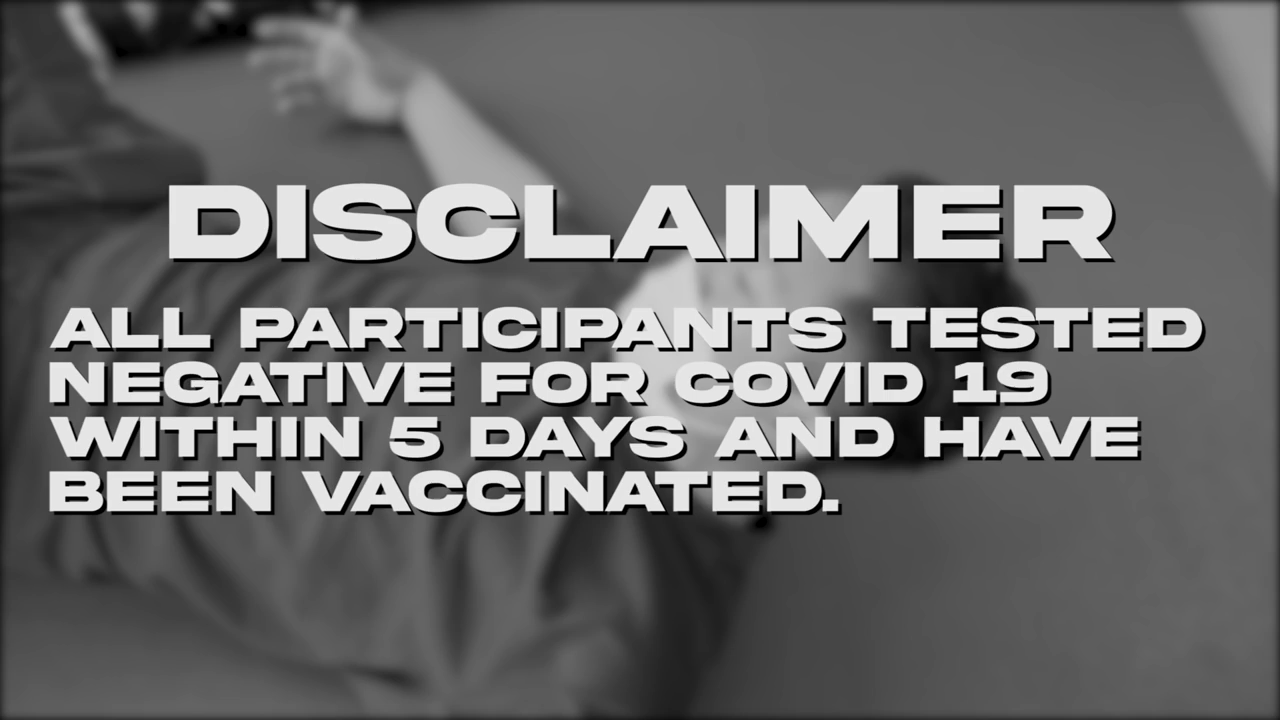 DISCLAIMER
ALL PARTICIPANTS TESTED
NEGATIVE FOR COVID 19
WITHIN 5 DAYS AND HAVE
BEEN VACCINATED.